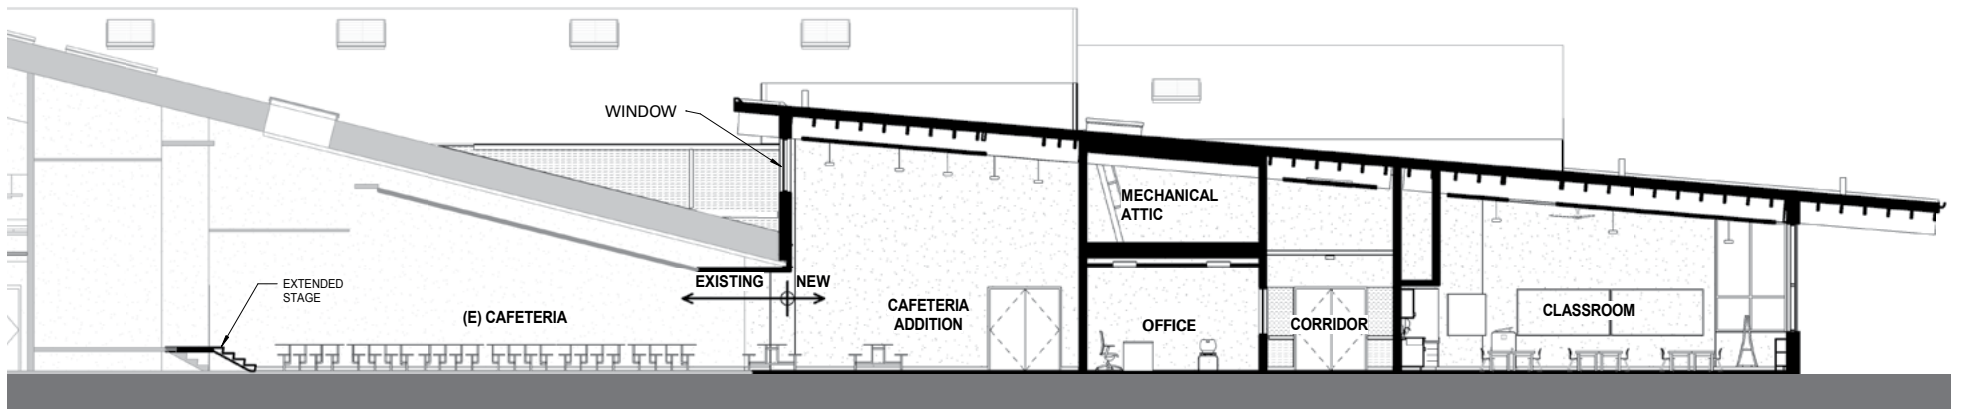 WINDOW
MECHANICAL
ATTIC
EXISTING
NEW
EXTENDED
STAGE
(E) CAFETERIA
CAFETERIA
ADDITION
OFFICE
CORRIDOR
CLASSROOM